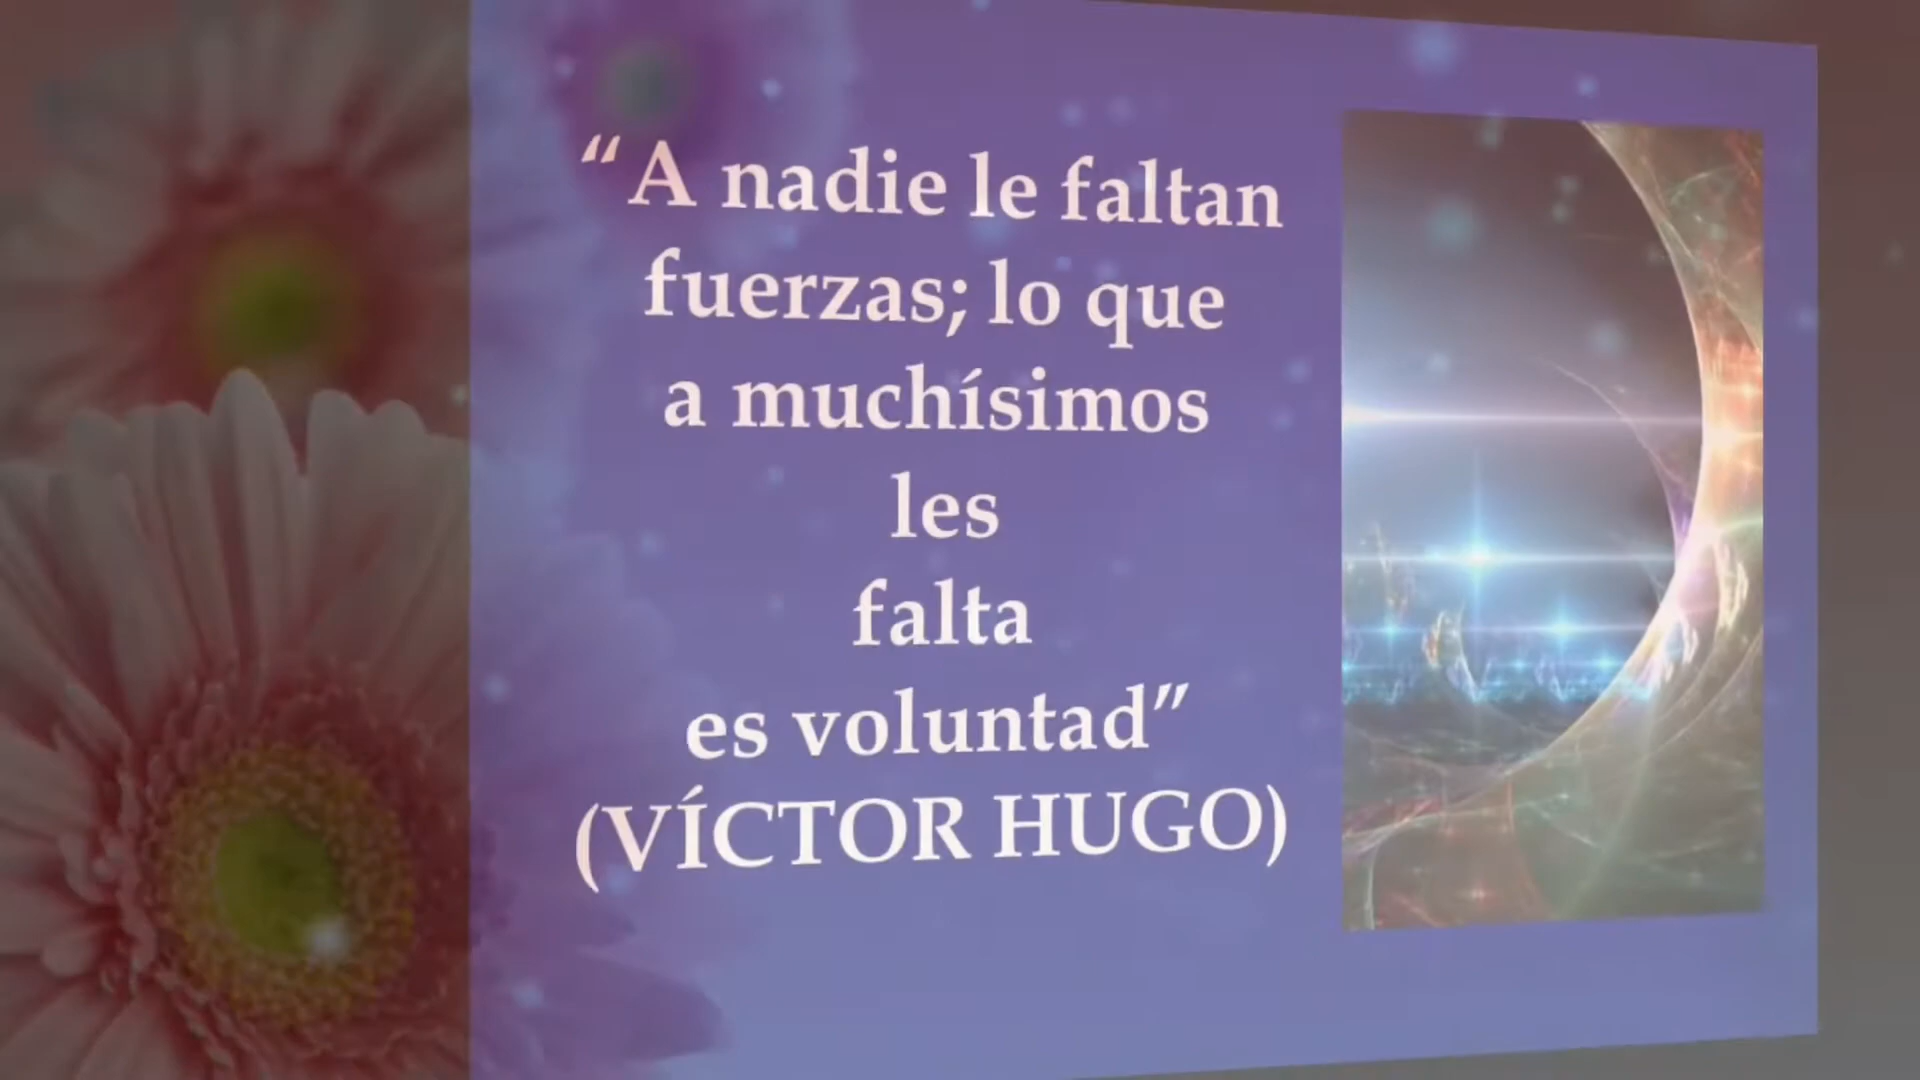 “A nadie le faltan
fuerzas; lo que
a muchísimos
les
falta
es voluntad”
(VÍCTOR HUGO)